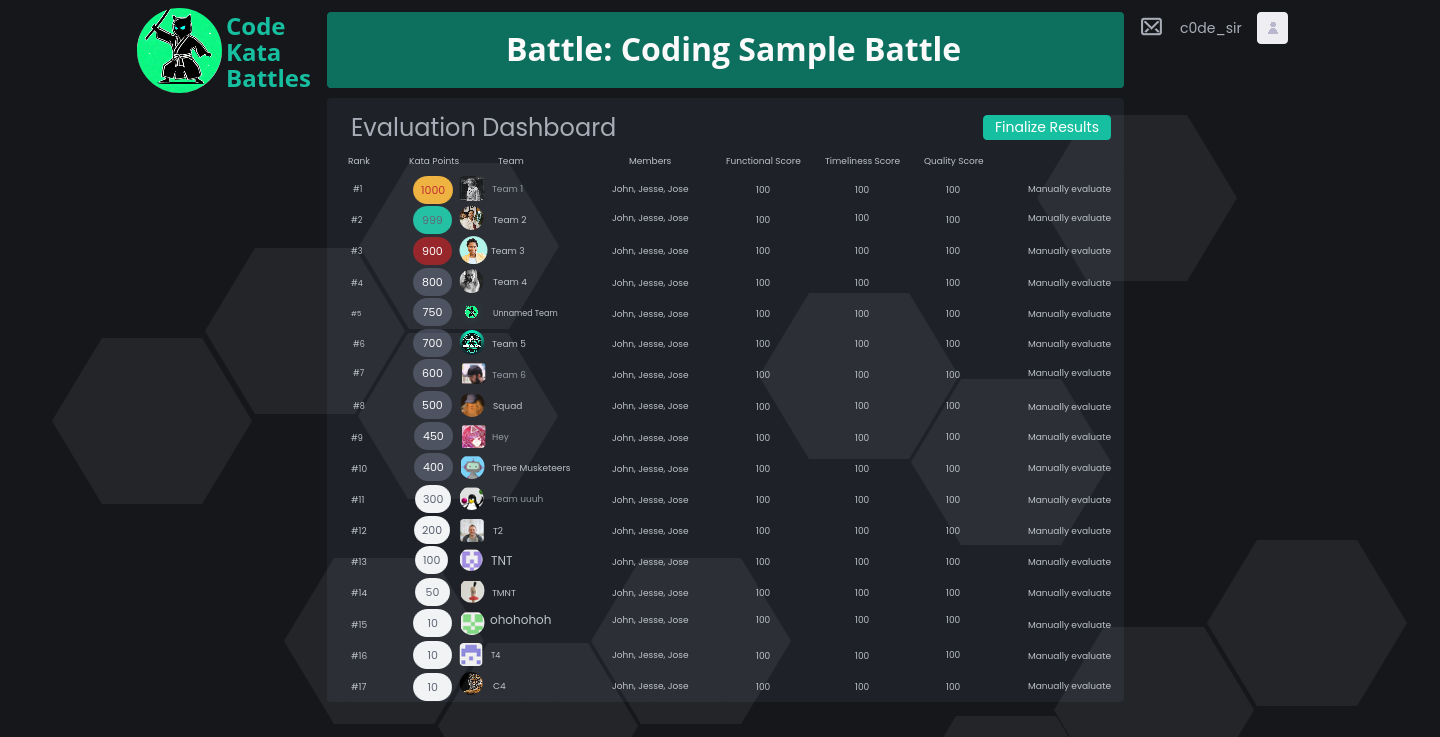 Code
Kata
Battles
Battle: Coding Sample Battle
c0de_sir
Evaluation Dashboard
Finalize Results
Rank Kata Points Team Members Functional Score Timeliness Score Quality Score
#1 1000 Team 1 John, Jesse, Jose 100 100 100 Manually evaluate
#2 999 Team 2 John, Jesse, Jose 100 100 100 Manually evaluate
#3 900 Team 3 John, Jesse, Jose 100 100 100 Manually evaluate
#4 800 Team 4 John, Jesse, Jose 100 100 100 Manually evaluate
#5 750 Unnamed Team John, Jesse, Jose 100 100 100 Manually evaluate
#6 700 Team 5 John, Jesse, Jose 100 100 100 Manually evaluate
#7 600 Team 6 John, Jesse, Jose 100 100 100 Manually evaluate
#8 500 Squad John, Jesse, Jose 100 100 100 Manually evaluate
#9 450 Hey John, Jesse, Jose 100 100 100 Manually evaluate
#10 400 Three Musketeers John, Jesse, Jose 100 100 100 Manually evaluate
#11 300 Team uuuh John, Jesse, Jose 100 100 100 Manually evaluate
#12 200 T2 John, Jesse, Jose 100 100 100 Manually evaluate
#13 100 TNT John, Jesse, Jose 100 100 100 Manually evaluate
#14 50 TMNT John, Jesse, Jose 100 100 100 Manually evaluate
#15 10 ohohohoh John, Jesse, Jose 100 100 100 Manually evaluate
#16 10 T4 John, Jesse, Jose 100 100 100 Manually evaluate
#17 10 C4 John, Jesse, Jose 100 100 100 Manually evaluate